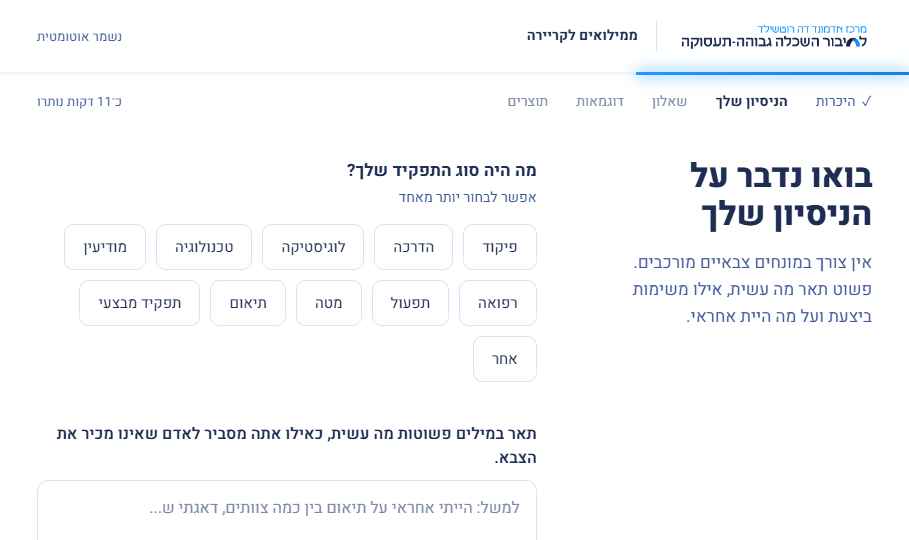 מרכז אדמונד דה רוטשילד
לחיבור השכלה גבוהה-תעסוקה
ממילואים לקריירה
נשמר אוטומטית
✓ היכרות
הניסיון שלך
שאלון
דוגמאות
תוצרים
כ־11 דקות נותרו
בואו נדבר על
הניסיון שלך
אין צורך במונחים צבאיים מורכבים.
פשוט תאר מה עשית, אילו משימות
ביצעת ועל מה היית אחראי.
מה היה סוג התפקיד שלך?
אפשר לבחור יותר מאחד
פיקוד
הדרכה
לוגיסטיקה
טכנולוגיה
מודיעין
רפואה
תפעול
מטה
תיאום
תפקיד מבצעי
אחר
תאר במילים פשוטות מה עשית, כאילו אתה מסביר לאדם שאינו מכיר את
הצבא.
למשל: הייתי אחראי על תיאום בין כמה צוותים, דאגתי ש...